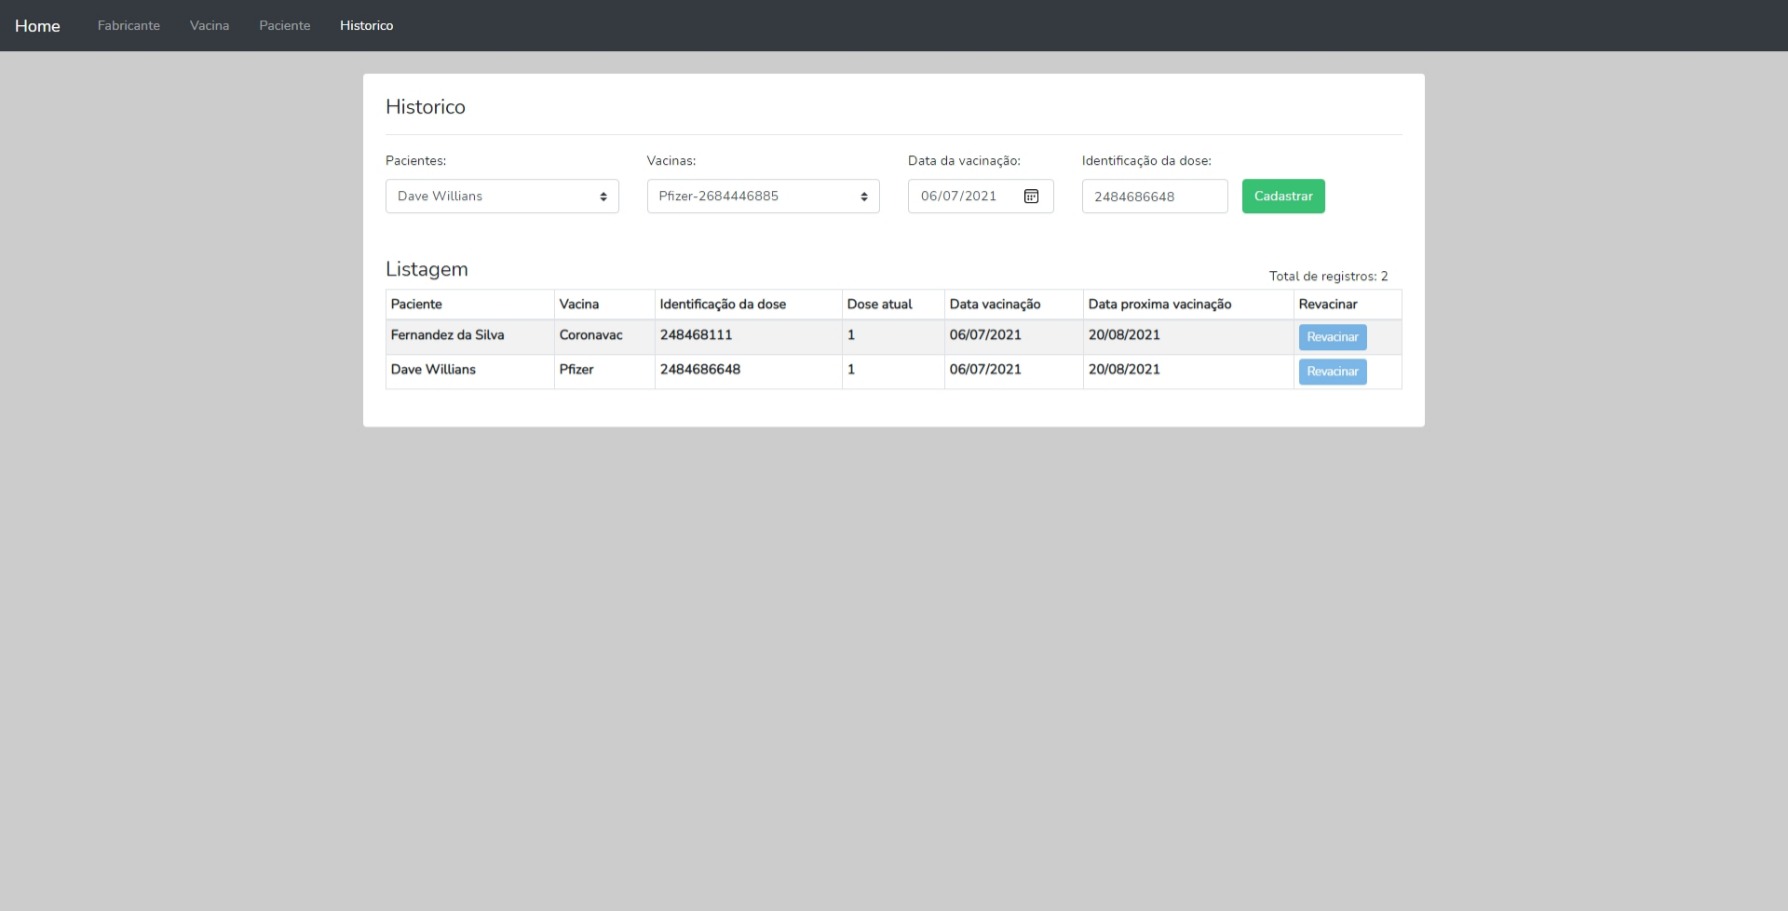 Home Fabricante Vacina Paciente Historico
Historico
Pacientes: Vacinas: Data da vacinação: Identificação da dose:
Dave Willians Pfizer-2684446885 06/07/2021 2484686648 Cadastrar
Listagem
Total de registros: 2
Paciente Vacina Identificação da dose Dose atual Data vacinação Data proxima vacinação Revacinar
Fernandez da Silva Coronavac 248468111 1 06/07/2021 20/08/2021 Revacinar
Dave Willians Pfizer 2484686648 1 06/07/2021 20/08/2021 Revacinar